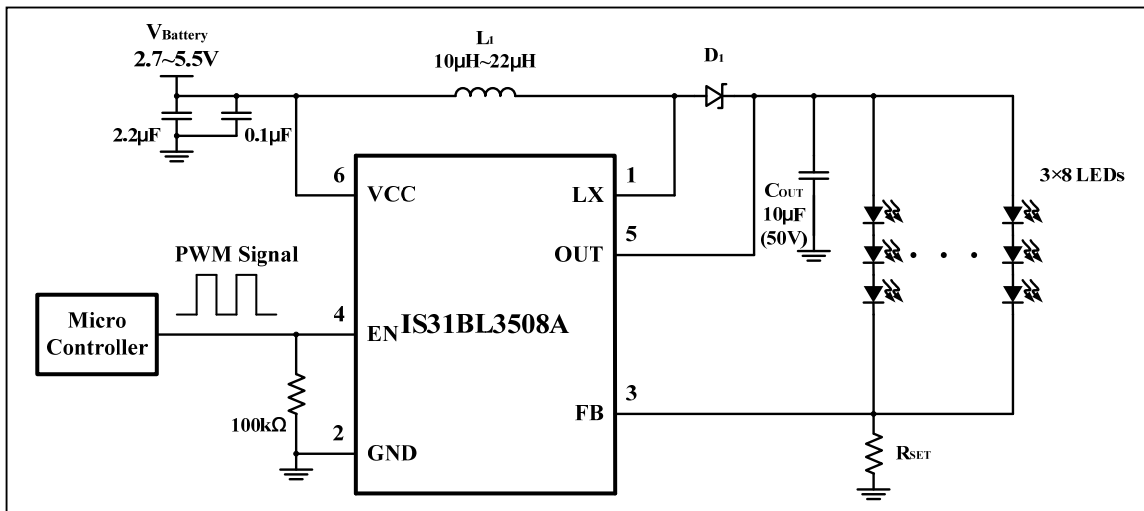 VBattery
2.7~5.5V
L1
10µH~22µH
D1
2.2µF
0.1µF
6
VCC
1
LX
COUT
10µF
(50V)
3×8 LEDs
5
OUT
PWM Signal
Micro
Controller
4
EN
IS31BL3508A
3
FB
100kΩ
2
GND
RSET